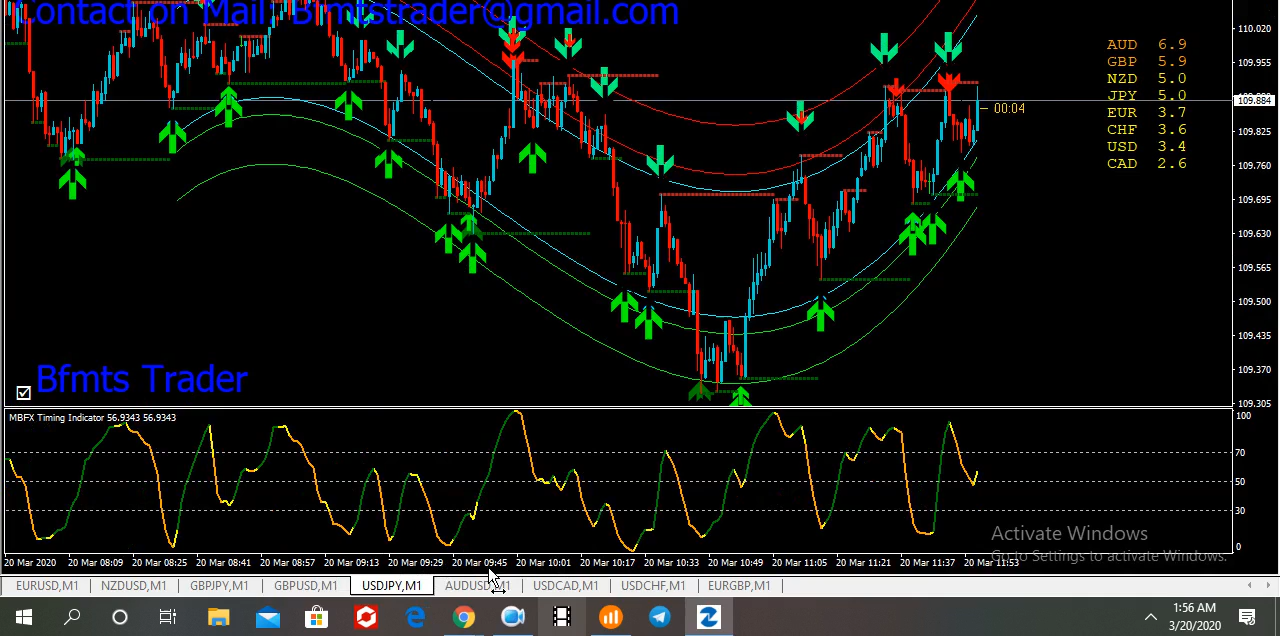 Contaction Mail: Bfmtstrader@gmail.com
110.020
AUD 6.9
GBP 5.9
109.955
NZD 5.0
JPY 5.0
109.884
00:04
EUR 3.7
CHF 3.6
109.825
USD 3.4
CAD 2.6
109.760
109.695
109.630
109.565
109.500
109.435
109.370
Bfmts Trader
109.305
MBFX Timing Indicator 56.9343 56.9343
100
70
50
30
0
Activate Windows
Go to Settings to activate Windows.
20 Mar 2020 20 Mar 08:09 20 Mar 08:25 20 Mar 08:41 20 Mar 08:57 20 Mar 09:13 20 Mar 09:29 20 Mar 09:45 20 Mar 10:01 20 Mar 10:17 20 Mar 10:33 20 Mar 10:49 20 Mar 11:05 20 Mar 11:21 20 Mar 11:37 20 Mar 11:53
EURUSD,M1 NZDUSD,M1 GBPJPY,M1 GBPUSD,M1 USDJPY,M1 AUDUSD,M1 USDCAD,M1 USDCHF,M1 EURGBP,M1
1:56 AM
3/20/2020